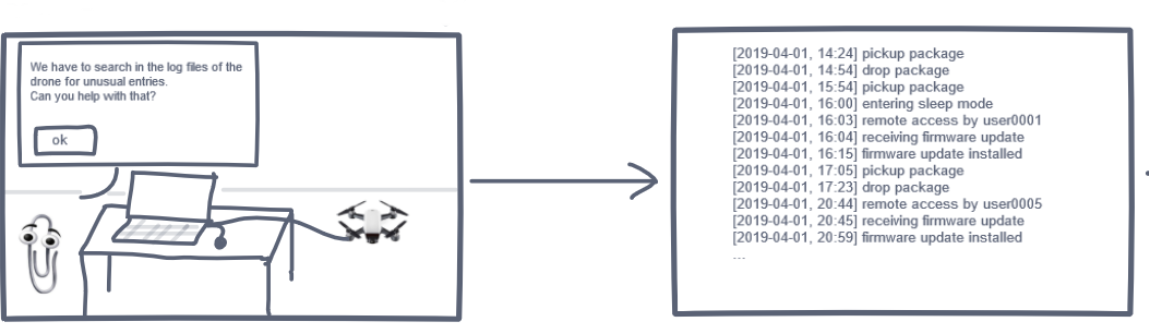 We have to search in the log files of the
drone for unusual entries.
Can you help with that?
ok
[2019-04-01, 14:24] pickup package
[2019-04-01, 14:54] drop package
[2019-04-01, 15:54] pickup package
[2019-04-01, 16:00] entering sleep mode
[2019-04-01, 16:03] remote access by user0001
[2019-04-01, 16:04] receiving firmware update
[2019-04-01, 16:15] firmware update installed
[2019-04-01, 17:05] pickup package
[2019-04-01, 17:23] drop package
[2019-04-01, 20:44] remote access by user0005
[2019-04-01, 20:45] receiving firmware update
[2019-04-01, 20:59] firmware update installed
...